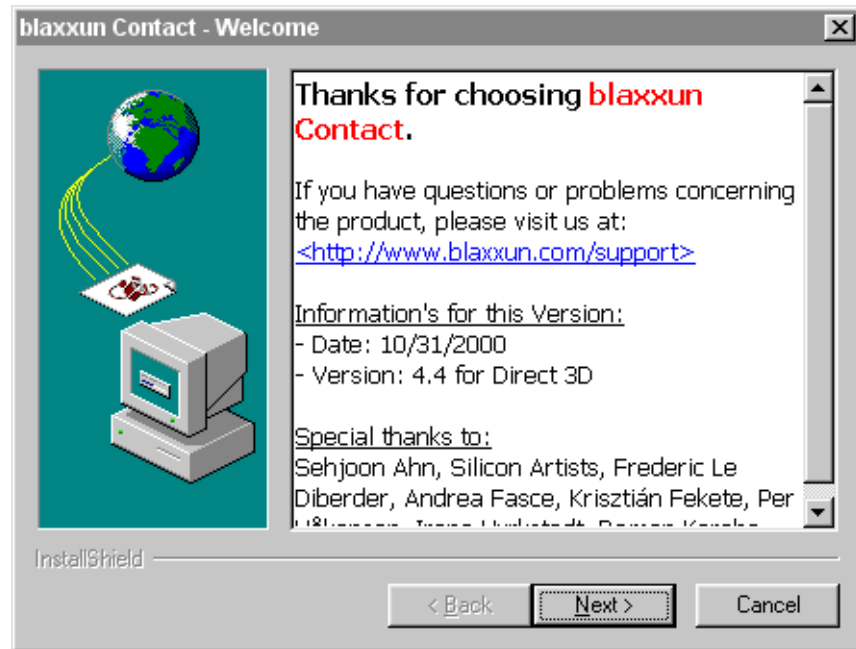 blaxxun Contact - Welcome
Thanks for choosing blaxxun
Contact.
If you have questions or problems concerning
the product, please visit us at:
<http://www.blaxxun.com/support>
Information's for this Version:
- Date: 10/31/2000
- Version: 4.4 for Direct 3D
Special thanks to:
Sehjoon Ahn, Silicon Artists, Frederic Le
Diberder, Andrea Fasce, Krisztián Fekete, Per
InstallShield
< Back
Next >
Cancel